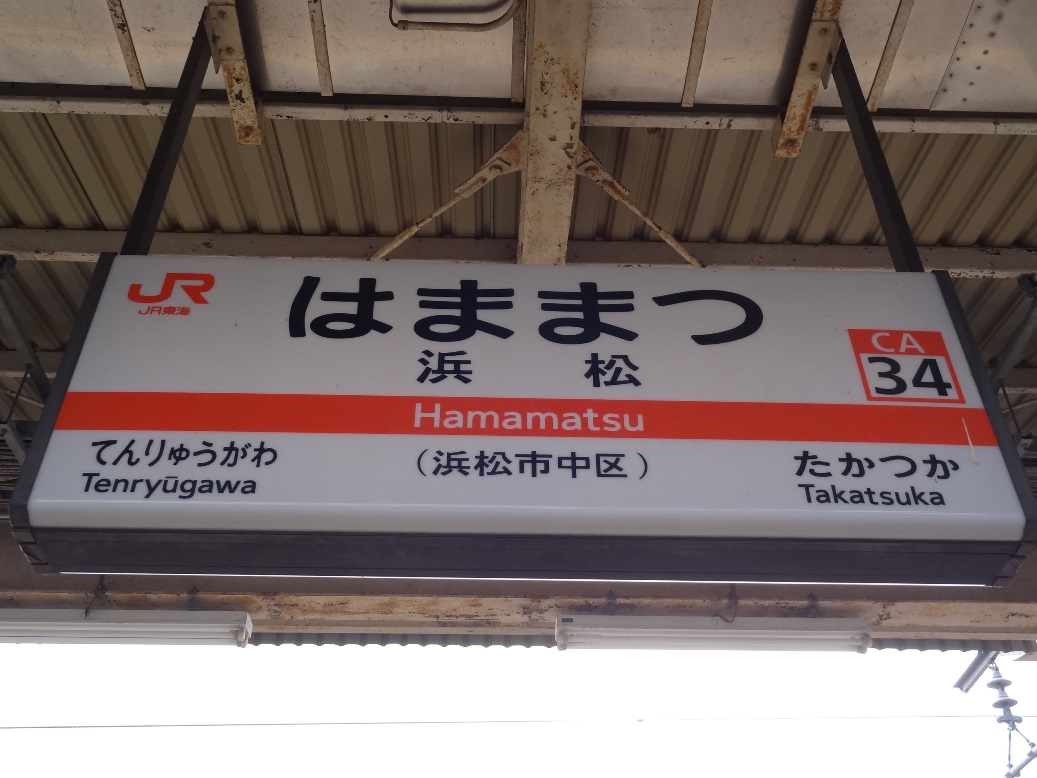 JR
JR東海
はままつ
浜松
CA
34
Hamamatsu
てんりゅうがわ
Tenryūgawa
（浜松市中区）
たかつか
Takatsuka